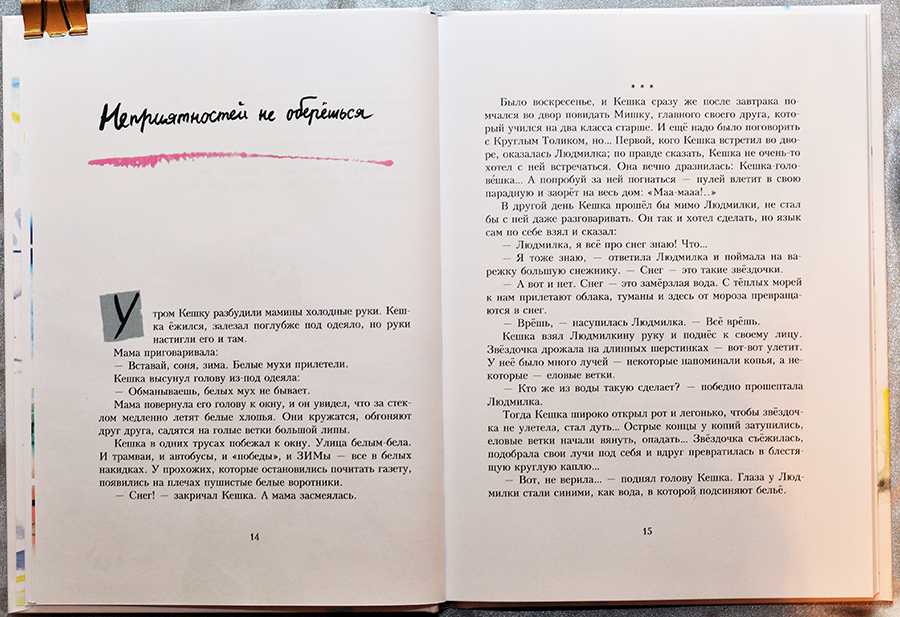 Неприятностей не оберёшься
Утром Кешку разбудили мамины холодные руки. Кеш-
ка ёжился, залезал поглубже под одеяло, но руки
настигли его и там.
Мама приговаривала:
— Вставай, соня, зима. Белые мухи прилетели.
Кешка высунул голову из-под одеяла:
— Обманываешь, белых мух не бывает.
Мама повернула его голову к окну, и он увидел, что за стек-
лом медленно летят белые хлопья. Они кружатся, обгоняют
друг друга, садятся на голые ветки большой липы.
Кешка в одних трусах побежал к окну. Улица белым-бела.
И трамваи, и автобусы, и «победы», и ЗИМы — все в белых
накидках. У прохожих, которые остановились почитать газету,
появились на плечах пушистые белые воротники.
— Снег! — закричал Кешка. А мама засмеялась.
14
* * *
Было воскресенье, и Кешка сразу же после завтрака по-
мчался во двор повидать Мишку, главного своего друга, кото-
рый учился на два класса старше. И ещё надо было поговорить
с Круглым Толиком, но... Первой, кого Кешка встретил во дво-
ре, оказалась Людмилка; по правде сказать, Кешка не очень-то
хотел с ней встречаться. Она вечно дразнилась: Кешка-голо-
ве́шка... А попробуй за ней погнаться — пулей влетит в свою
парадную и заорёт на весь дом: «Маа-мааа!..»
В другой день Кешка прошёл бы мимо Людмилки, не стал
бы с ней даже разговаривать. Он так и хотел сделать, но язык
сам по себе взял и сказал:
— Людмилка, я всё про снег знаю! Что...
— Я тоже знаю, — ответила Людмилка и поймала на ва-
режку большую снежинку. — Снег — это такие звёздочки.
— А вот и нет. Снег — это замёрзлая вода. С тёплых морей
к нам прилетают облака, туманы и здесь от мороза превраща-
ются в снег.
— Врёшь, — насупилась Людмилка. — Всё врёшь.
Кешка взял Людмилкину руку и поднёс к своему лицу.
Звёздочка дрожала на длинных шерстинках — вот-вот улетит.
У неё было много лучей — некоторые напоминали копья, а не-
которые — еловые ветки.
— Кто же из воды такую сделает? — победно прошептала
Людмилка.
Тогда Кешка широко открыл рот и легонько, чтобы звёздоч-
ка не улетела, стал дуть... Острые концы у копий затупились,
еловые ветки начали вянуть, опадать... Звёздочка съёжилась,
подобрала свои лучи под себя и вдруг превратилась в блестя-
щую круглую каплю...
— Вот, не верила... — поднял голову Кешка. Глаза у Люд-
милки стали синими, как вода, в которой подсиняют бельё.
15